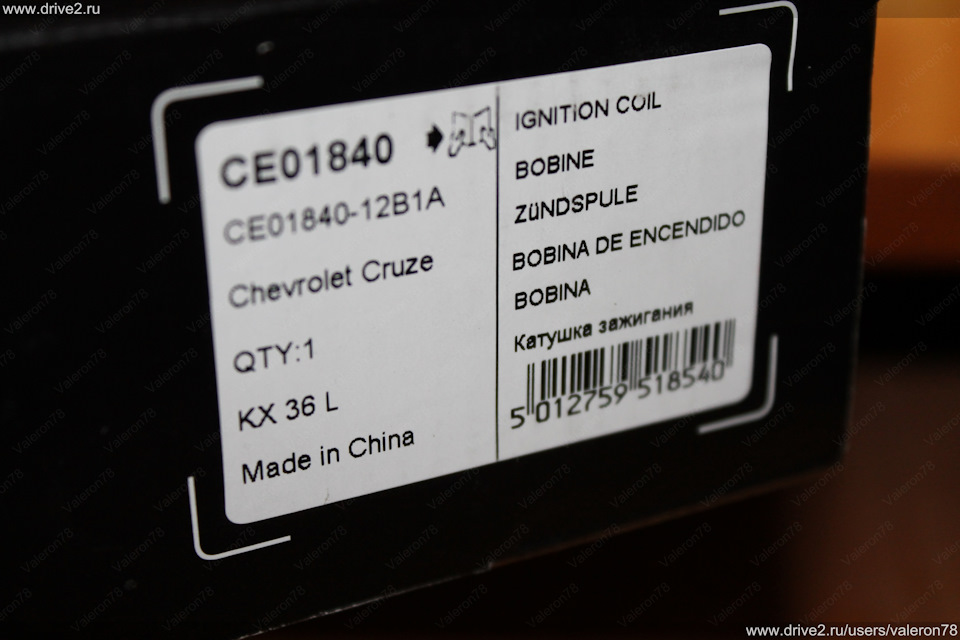 www.drive2.ru
CE01840
CE01840-12B1A
Chevrolet Cruze
QTY:1
KX 36 L
Made in China
IGNITION COIL
BOBINE
ZüNDSPULE
BOBINA DE ENCENDIDO
BOBINA
Катушка зажигания
5 012759 518540
www.drive2.ru/users/valeron78
Valeron78